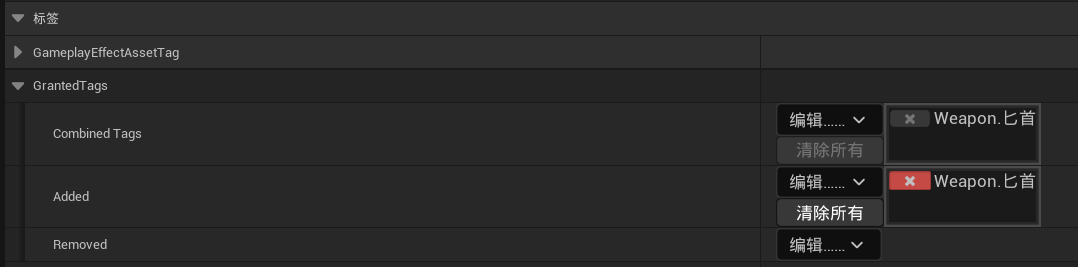 标签
GameplayEffectAssetTag
GrantedTags
Combined Tags
编辑......
Weapon.匕首
清除所有
Added
编辑......
Weapon.匕首
清除所有
Removed
编辑......